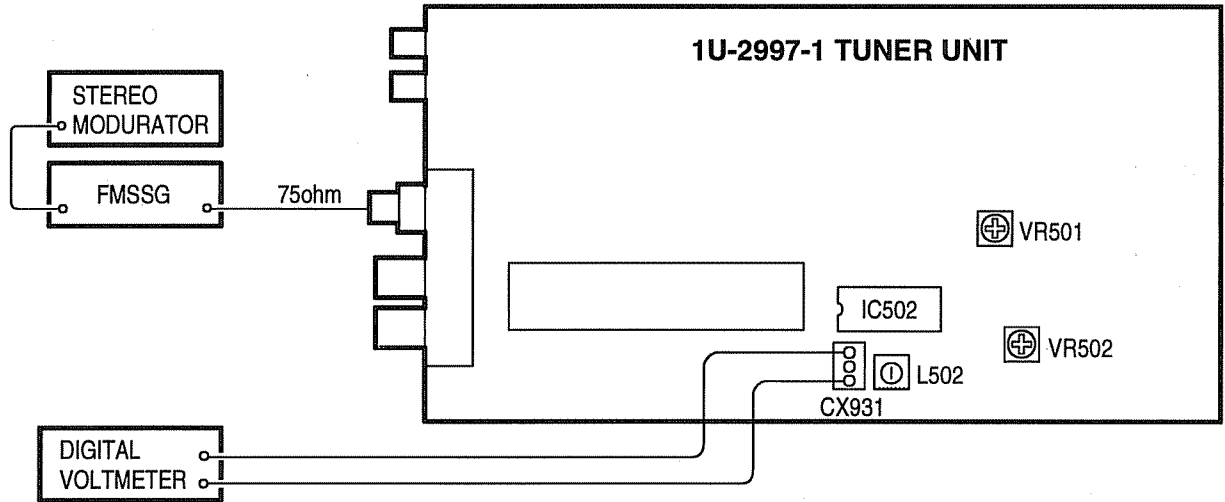 1U-2997-1 TUNER UNIT
STEREO
MODURATOR
FMSSG
75ohm
VR501
IC502
VR502
L502
CX931
DIGITAL
VOLTMETER